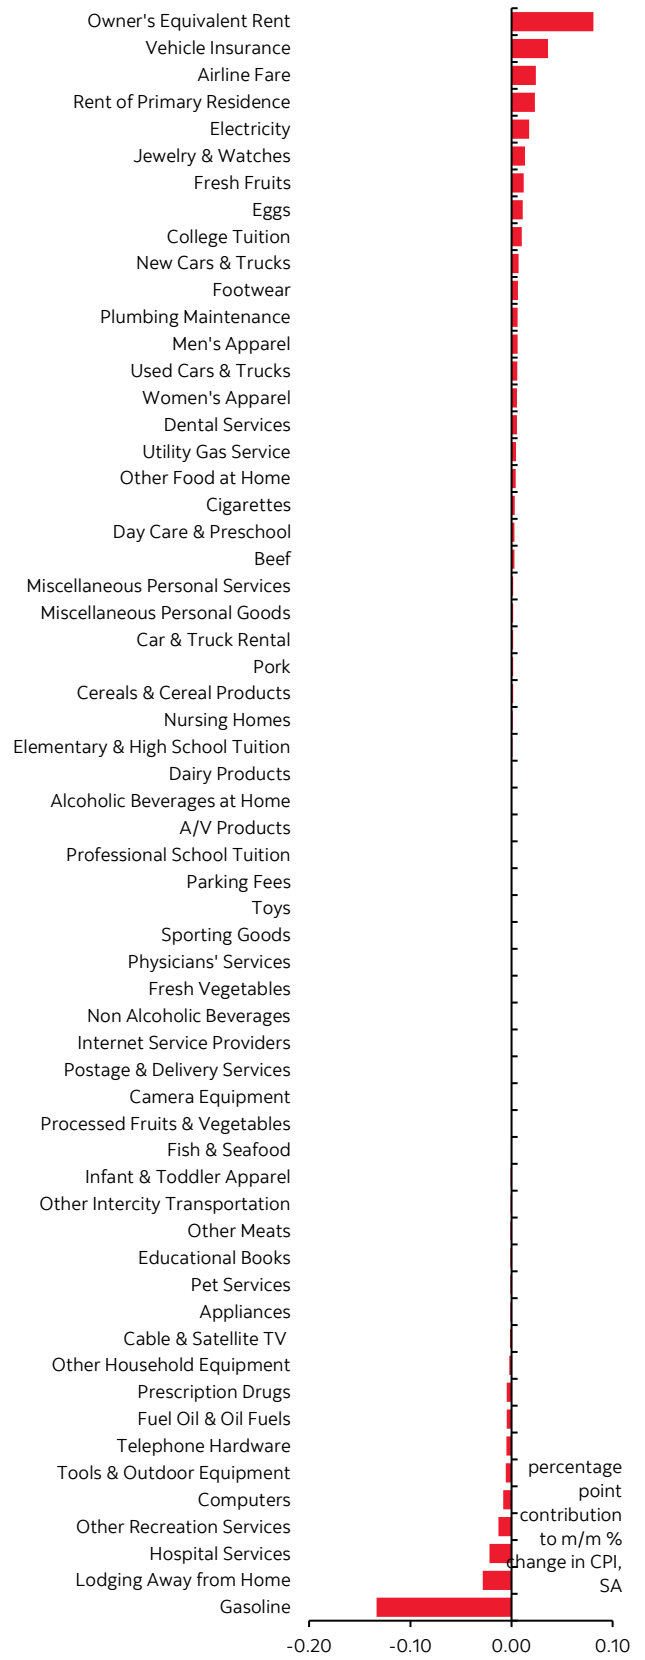 Owner's Equivalent Rent
Vehicle Insurance
Airline Fare
Rent of Primary Residence
Electricity
Jewelry & Watches
Fresh Fruits
Eggs
College Tuition
New Cars & Trucks
Footwear
Plumbing Maintenance
Men's Apparel
Used Cars & Trucks
Women's Apparel
Dental Services
Utility Gas Service
Other Food at Home
Cigarettes
Day Care & Preschool
Beef
Miscellaneous Personal Services
Miscellaneous Personal Goods
Car & Truck Rental
Pork
Cereals & Cereal Products
Nursing Homes
Elementary & High School Tuition
Dairy Products
Alcoholic Beverages at Home
A/V Products
Professional School Tuition
Parking Fees
Toys
Sporting Goods
Physicians' Services
Fresh Vegetables
Non Alcoholic Beverages
Internet Service Providers
Postage & Delivery Services
Camera Equipment
Processed Fruits & Vegetables
Fish & Seafood
Infant & Toddler Apparel
Other Intercity Transportation
Other Meats
Educational Books
Pet Services
Appliances
Cable & Satellite TV
Other Household Equipment
Prescription Drugs
Fuel Oil & Oil Fuels
Telephone Hardware
Tools & Outdoor Equipment
Computers
Other Recreation Services
Hospital Services
Lodging Away from Home
Gasoline
percentage
point
contribution
to m/m %
change in CPI,
SA
-0.20 -0.10 0.00 0.10